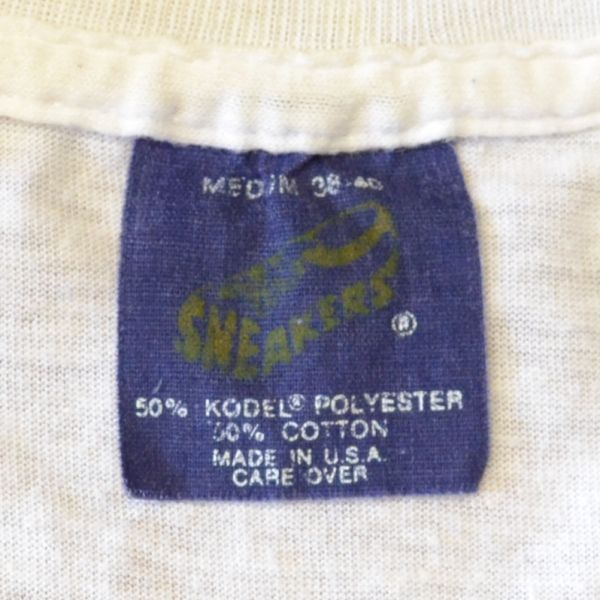 MEDIUM 38-40
SNEAKERS
®
50% KODEL® POLYESTER
50% COTTON
MADE IN U.S.A.
CARE OVER